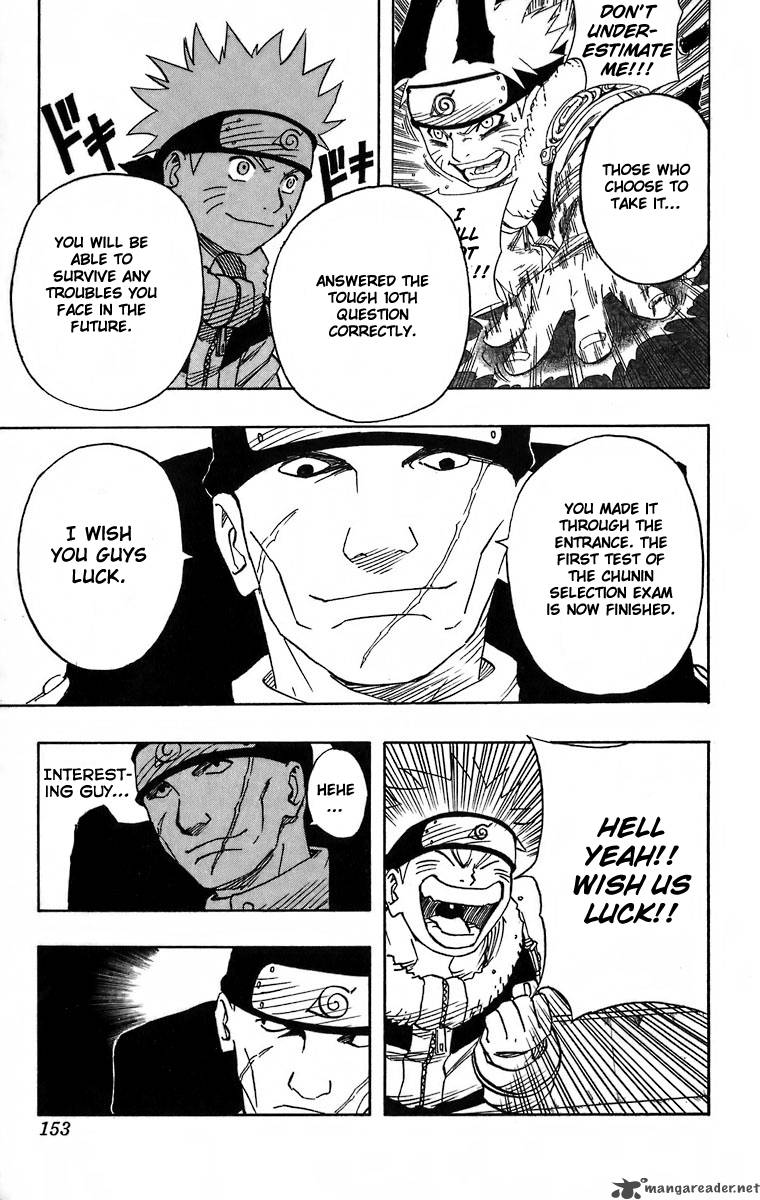 DON'T
UNDER-
ESTIMATE
ME!!!
THOSE WHO
CHOOSE TO
TAKE IT...
I
!!
ドキ
ドキ
ANSWERED THE
TOUGH 10TH
QUESTION
CORRECTLY.
YOU WILL BE
ABLE TO
SURVIVE ANY
TROUBLES YOU
FACE IN THE
FUTURE.
YOU MADE IT
THROUGH THE
ENTRANCE. THE
FIRST TEST OF
THE CHUNIN
SELECTION EXAM
IS NOW FINISHED.
I WISH
YOU GUYS
LUCK.
HELL
YEAH!!
WISH US
LUCK!!
HEHE
...
INTEREST-
ING GUY...
153
mangareader.net